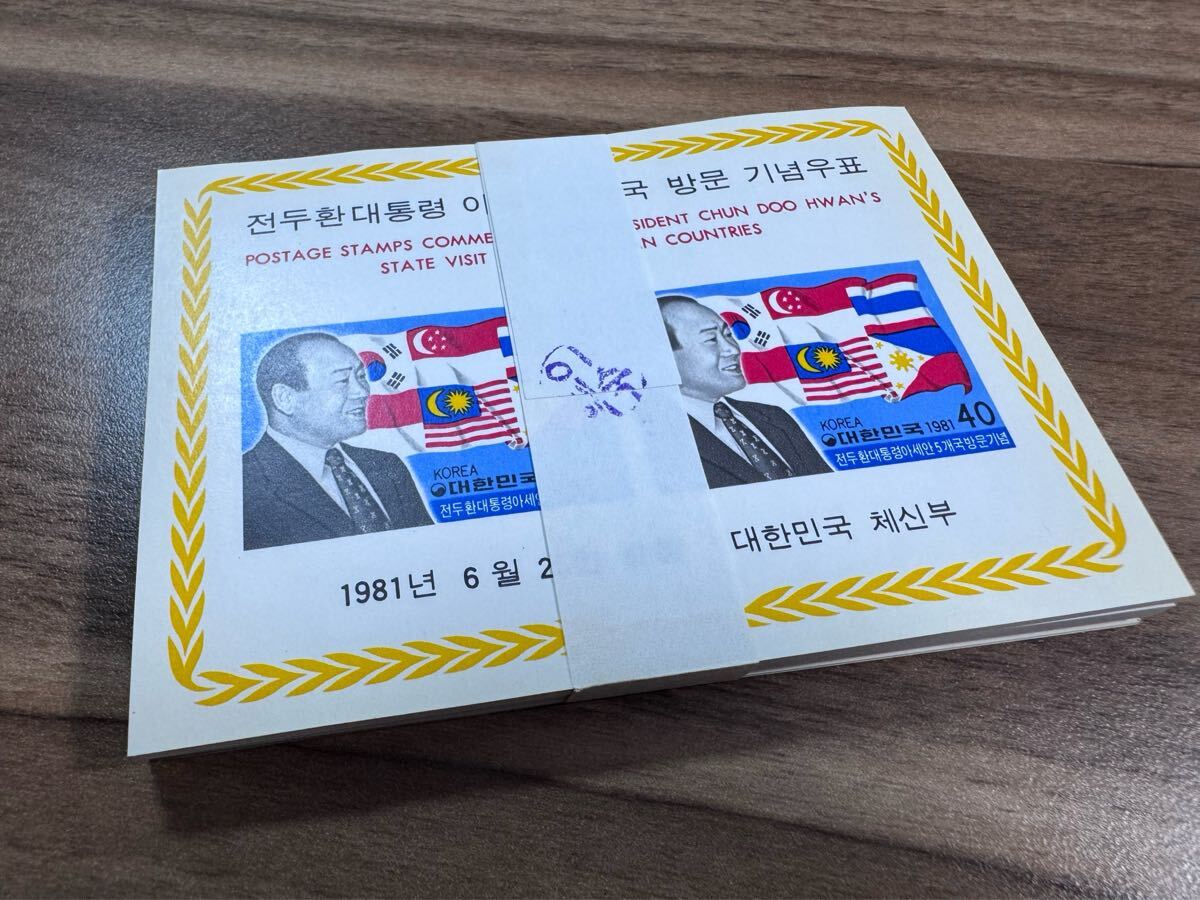 전두환대통령 아 국 방문 기념우표
POSTAGE STAMPS COMME SIDENT CHUN DOO HWAN'S
STATE VISIT AN COUNTRIES
KOREA
대한민국
전두환대통령아세안
KOREA
대한민국 1981 40
전두환대통령아세안5개국방문기념
1981년 6월 2 대한민국 체신부